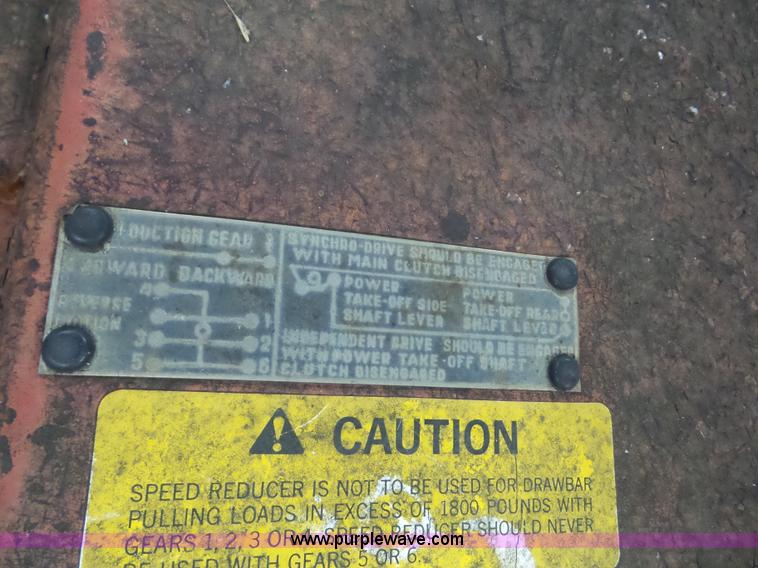 DUCTION GEAR
FORWARD BACKWARD
4
REVERSE 1
MOTION
3 2
5 6
SYNCHRO-DRIVE SHOULD BE ENGAGED
WITH MAIN CLUTCH DISENGAGED
POWER
TAKE-OFF SIDE
SHAFT LEVER
POWER
TAKE-OFF REAR
SHAFT LEVER
INDEPENDENT DRIVE SHOULD BE ENGAGED
WITH POWER TAKE-OFF SHAFT
CLUTCH DISENGAGED
CAUTION
SPEED REDUCER IS NOT TO BE USED FOR DRAWBAR
PULLING LOADS IN EXCESS OF 1800 POUNDS WITH
GEARS 1, 2, 3 OR SPEED REDUCER SHOULD NEVER
BE USED WITH GEARS 5 OR 6.
www.purplewave.com